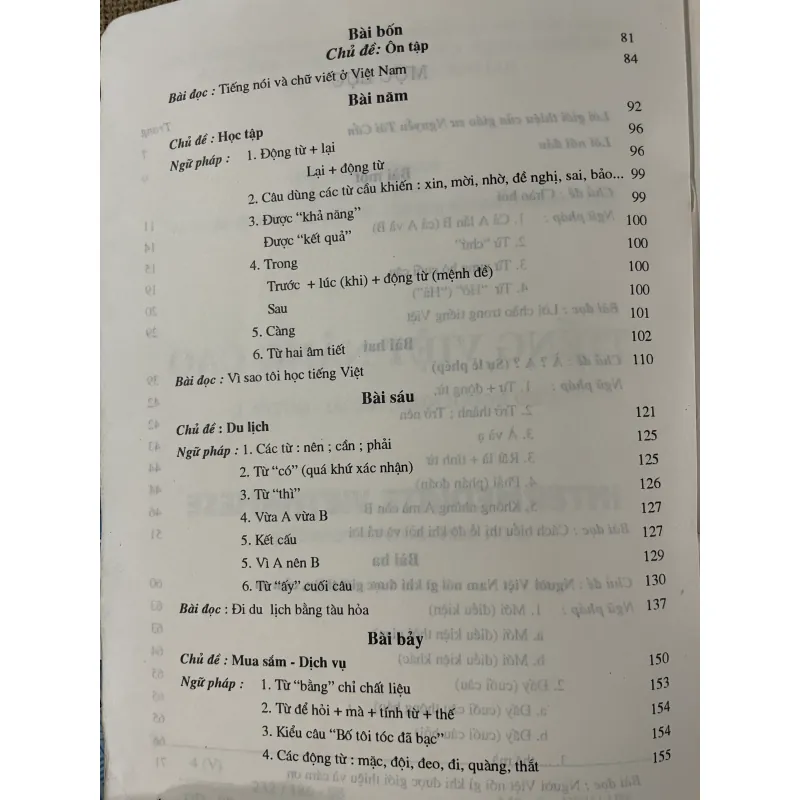 Bài bốn
Chủ đề: Ôn tập 81
Bài đọc : Tiếng nói và chữ viết ở Việt Nam 84
Bài năm
Chủ đề : Học tập 92
Ngữ pháp : 1. Động từ + lại 96
Lại + động từ 96
2. Câu dùng các từ cầu khiến : xin, mời, nhờ, đề nghị, sai, bảo... 99
3. Được “khả năng” 99
Được “kết quả” 100
4. Trong 100
Trước + lúc (khi) + động từ (mệnh đề) 100
Sau 100
5. Càng 101
6. Từ hai âm tiết 102
Bài đọc : Vì sao tôi học tiếng Việt 110
Bài sáu
Chủ đề : Du lịch 121
Ngữ pháp : 1. Các từ : nên ; cần ; phải 125
2. Từ “có” (quá khứ xác nhận) 125
3. Từ “thì” 126
4. Vừa A vừa B 127
5. Kết cấu 127
5. Vì A nên B 129
6. Từ “ấy” cuối câu 130
Bài đọc : Đi du lịch bằng tàu hỏa 137
Bài bảy
Chủ đề : Mua sắm - Dịch vụ 150
Ngữ pháp : 1. Từ “bằng” chỉ chất liệu 153
2. Từ để hỏi + mà + tính từ + thế 154
3. Kiểu câu “Bố tôi tóc đã bạc” 154
4. Các động từ : mặc, đội, đeo, đi, quàng, thắt 155